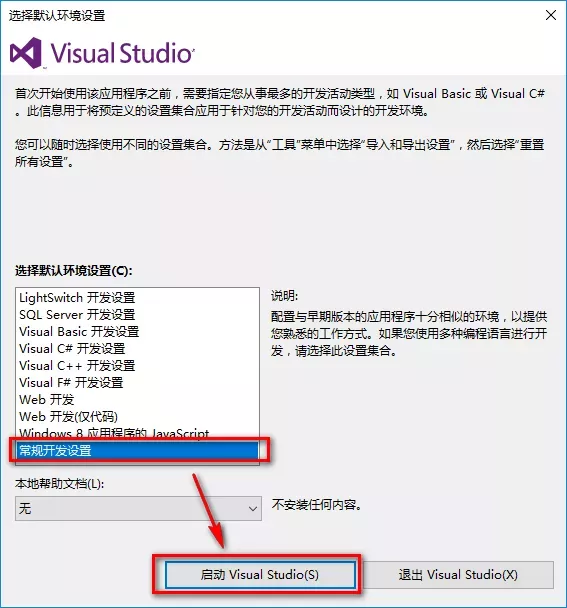 选择默认环境设置
Visual Studio
首次开始使用该应用程序之前，需要指定您从事最多的开发活动类型，如 Visual Basic 或 Visual C#
。此信息用于将预定义的设置集合应用于针对您的开发活动而设计的开发环境。
您可以随时选择使用不同的设置集合。方法是从“工具”菜单中选择“导入和导出设置”，然后选择“重置
所有设置”。
选择默认环境设置(C):
LightSwitch 开发设置
SQL Server 开发设置
Visual Basic 开发设置
Visual C# 开发设置
Visual C++ 开发设置
Visual F# 开发设置
Web 开发
Web 开发(仅代码)
Windows 8 应用程序的 JavaScript
常规开发设置
说明:
配置与早期版本的应用程序十分相似的环境，以提供
您熟悉的工作方式。如果您使用多种编程语言进行开
发，请选择此设置集合。
本地帮助文档(L):
无
不安装任何内容。
启动 Visual Studio(S)
退出 Visual Studio(X)